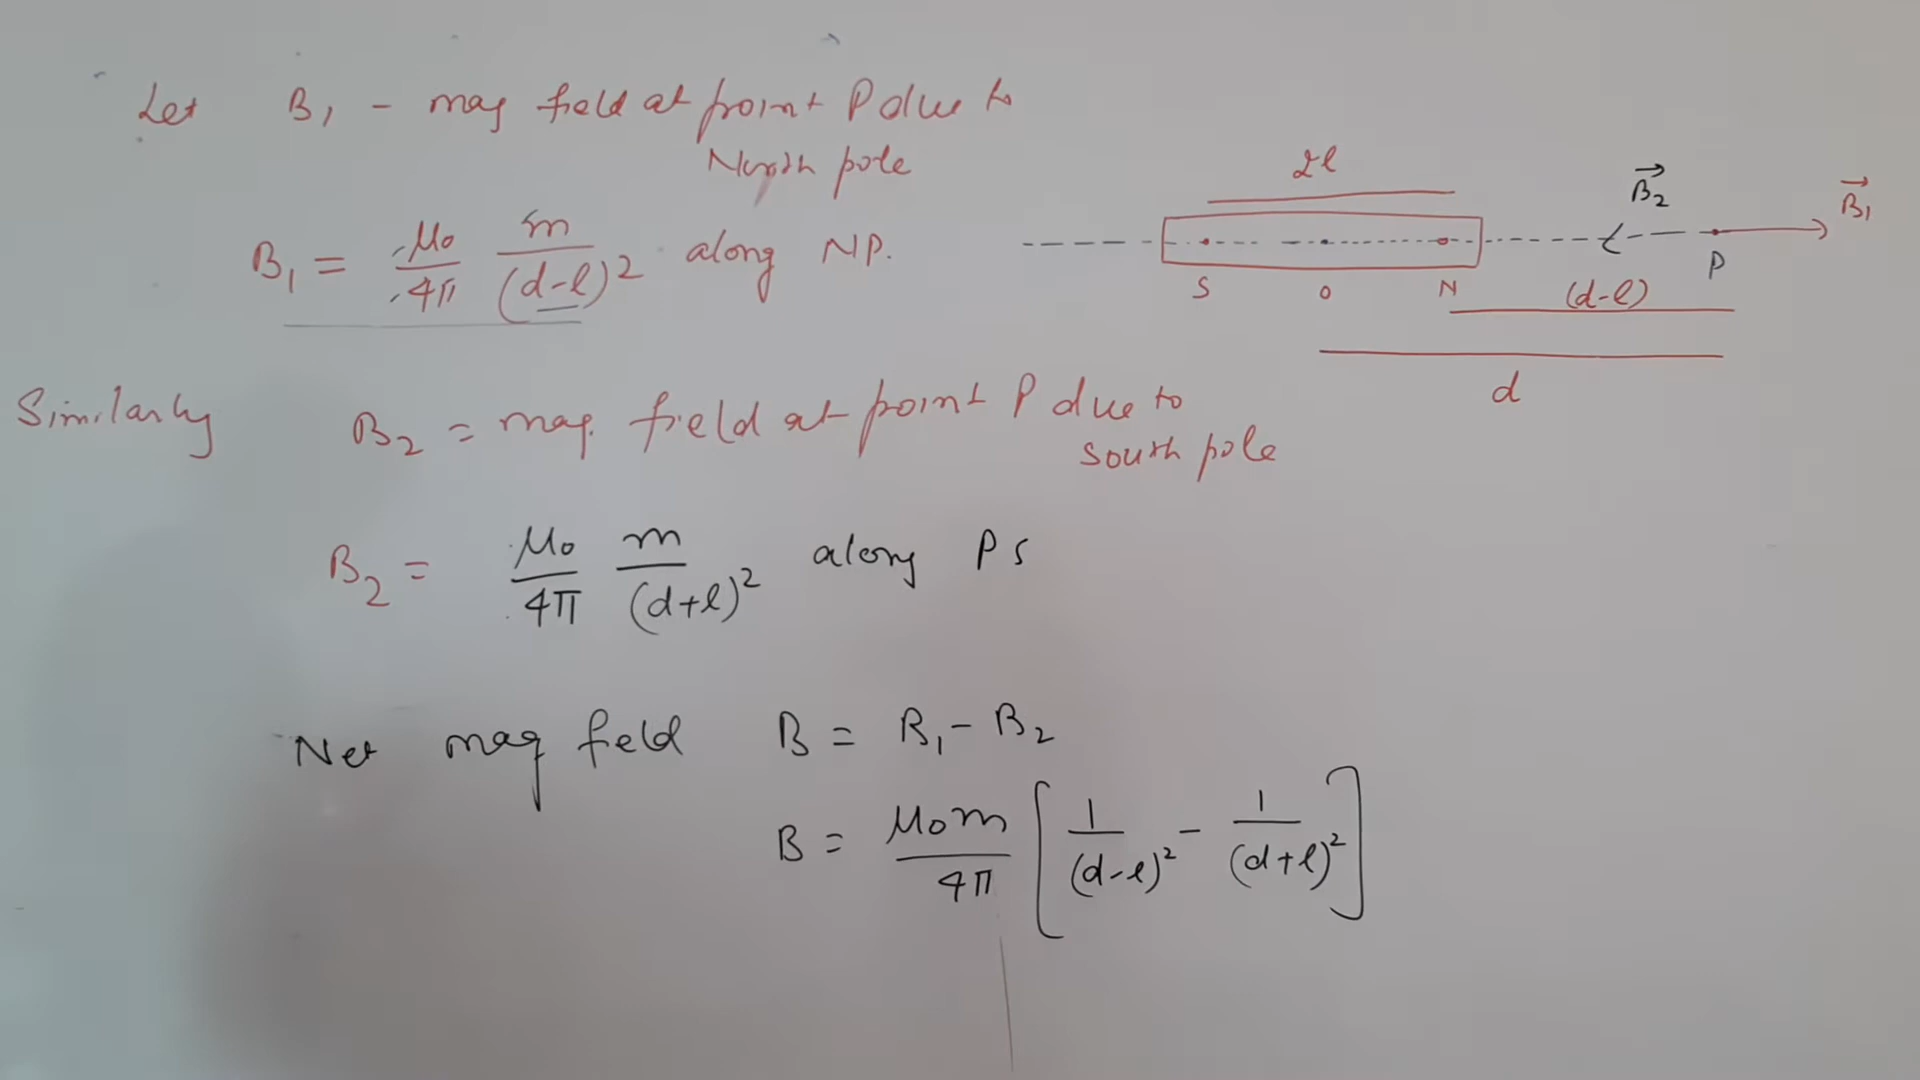 Let B₁ - mag field at point P due to
North pole
B₁ = μ₀/4π m/(d-l)² along NP.
2l
B₂
B₁
S O N P
(d-l)
d
Similarly B₂ = mag. field at point P due to
south pole
B₂ = μ₀/4π m/(d+l)² along PS
Net mag field B = B₁ - B₂
B = μ₀m/4π [1/(d-l)² - 1/(d+l)²]